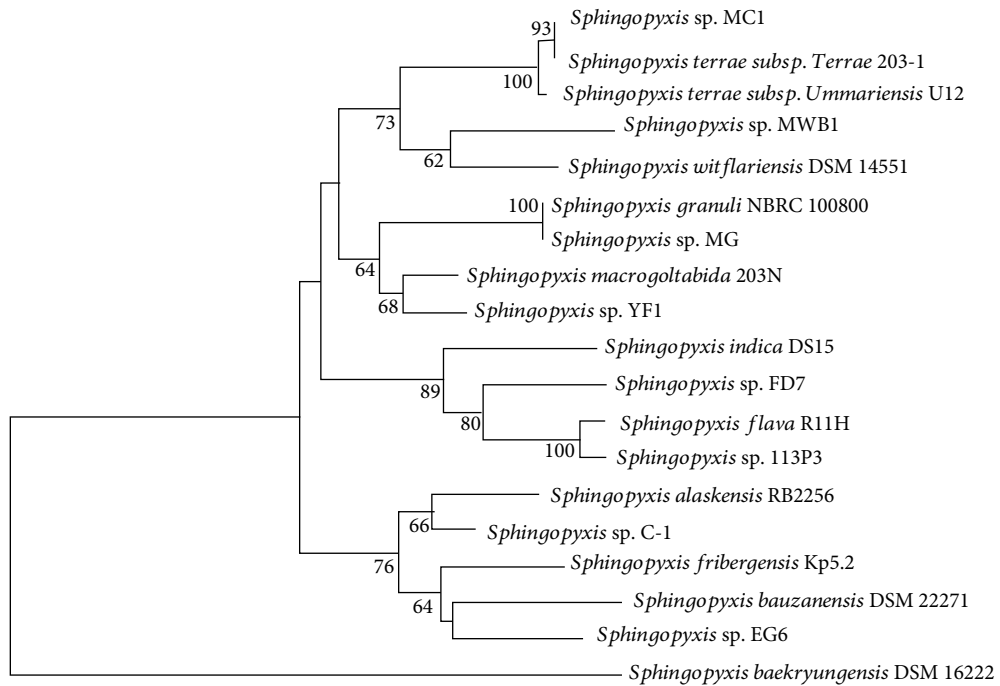 93 Sphingopyxis sp. MC1
Sphingopyxis terrae subsp. Terrae 203-1
100 Sphingopyxis terrae subsp. Ummariensis U12
73
Sphingopyxis sp. MWB1
62
Sphingopyxis witflariensis DSM 14551
100 Sphingopyxis granuli NBRC 100800
Sphingopyxis sp. MG
64
Sphingopyxis macrogoltabida 203N
68 Sphingopyxis sp. YF1
Sphingopyxis indica DS15
89
Sphingopyxis sp. FD7
80
Sphingopyxis flava R11H
100
Sphingopyxis sp. 113P3
Sphingopyxis alaskensis RB2256
66 Sphingopyxis sp. C-1
76
Sphingopyxis fribergensis Kp5.2
64
Sphingopyxis bauzanensis DSM 22271
Sphingopyxis sp. EG6
Sphingopyxis baekryungensis DSM 16222